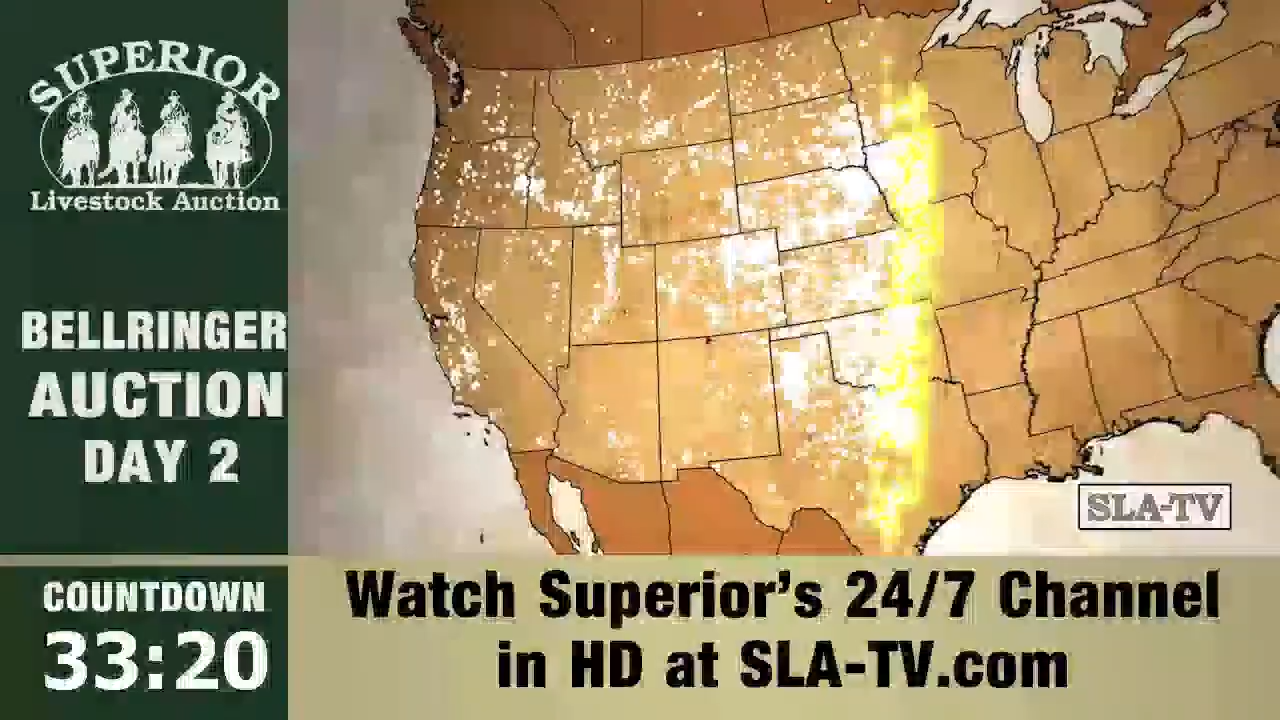 SUPERIOR
Livestock Auction
BELLRINGER
AUCTION
DAY 2
SLA-TV
COUNTDOWN
33:20
Watch Superior's 24/7 Channel
in HD at SLA-TV.com